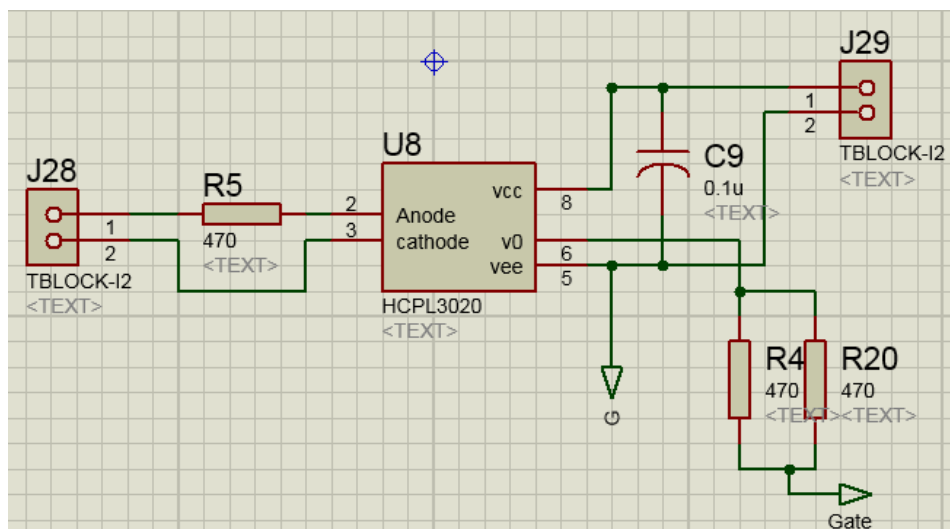 J29
1
2
TBLOCK-I2
<TEXT>
U8
C9
0.1u
<TEXT>
J28
1
2
TBLOCK-I2
<TEXT>
R5
470
<TEXT>
2
3
Anode
cathode
vcc
v0
vee
8
6
5
HCPL3020
<TEXT>
G
R4
470
<TEXT>
R20
470
<TEXT>
Gate